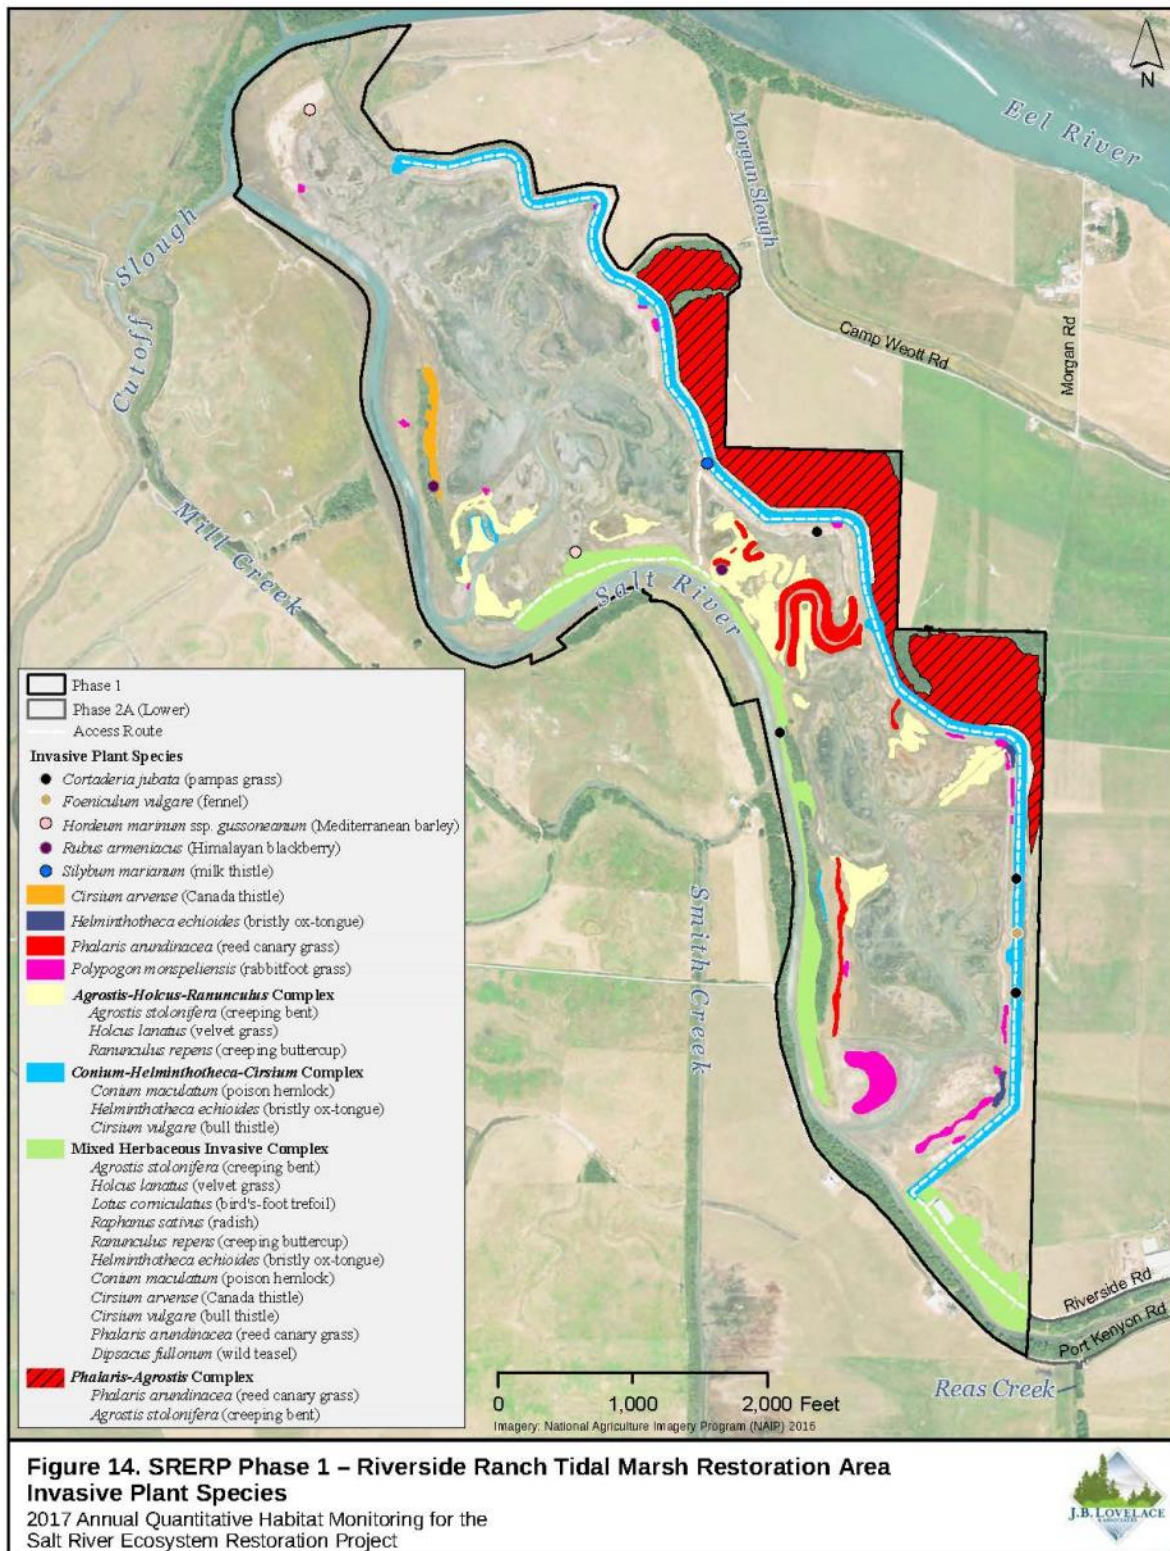 N
Eel River
Morgan Slough
Cutoff Slough
Camp Weott Rd
Morgan Rd
Mill Creek
Salt River
Smith Creek
Riverside Rd
Port Kenyon Rd
Reas Creek
Phase 1
Phase 2A (Lower)
Access Route
Invasive Plant Species
Cortaderia jubata (pampas grass)
Foeniculum vulgare (fennel)
Hordeum marinum ssp. gussoneanum (Mediterranean barley)
Rubus armeniacus (Himalayan blackberry)
Silybum marianum (milk thistle)
Cirsium arvense (Canada thistle)
Helminthotheca echioides (bristly ox-tongue)
Phalaris arundinacea (reed canary grass)
Polypogon monspeliensis (rabbitfoot grass)
Agrostis-Holcus-Ranunculus Complex
Agrostis stolonifera (creeping bent)
Holcus lanatus (velvet grass)
Ranunculus repens (creeping buttercup)
Conium-Helminthotheca-Cirsium Complex
Conium maculatum (poison hemlock)
Helminthotheca echioides (bristly ox-tongue)
Cirsium vulgare (bull thistle)
Mixed Herbaceous Invasive Complex
Agrostis stolonifera (creeping bent)
Holcus lanatus (velvet grass)
Lotus corniculatus (bird's-foot trefoil)
Raphanus sativus (radish)
Ranunculus repens (creeping buttercup)
Helminthotheca echioides (bristly ox-tongue)
Conium maculatum (poison hemlock)
Cirsium arvense (Canada thistle)
Cirsium vulgare (bull thistle)
Phalaris arundinacea (reed canary grass)
Dipsacus fullonum (wild teasel)
Phalaris-Agrostis Complex
Phalaris arundinacea (reed canary grass)
Agrostis stolonifera (creeping bent)
0 1,000 2,000 Feet
Imagery: National Agriculture Imagery Program (NAIP) 2016
Figure 14. SRERP Phase 1 – Riverside Ranch Tidal Marsh Restoration Area
Invasive Plant Species
2017 Annual Quantitative Habitat Monitoring for the
Salt River Ecosystem Restoration Project
J.B. LOVELACE
& ASSOCIATES